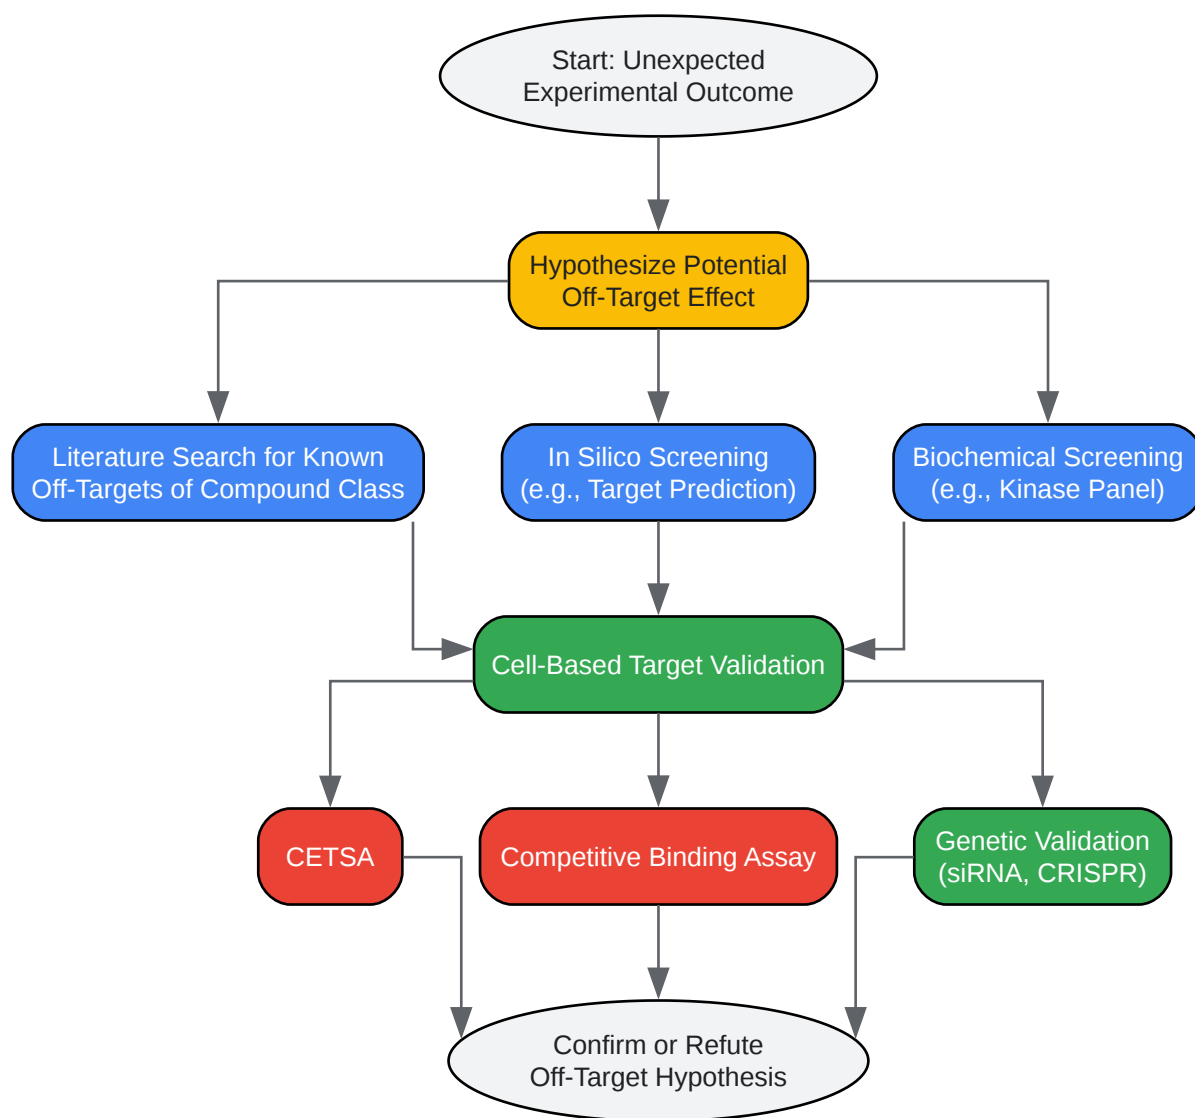 Start: Unexpected
Experimental Outcome
Hypothesize Potential
Off-Target Effect
Literature Search for Known
Off-Targets of Compound Class
In Silico Screening
(e.g., Target Prediction)
Biochemical Screening
(e.g., Kinase Panel)
Cell-Based Target Validation
CETSA
Competitive Binding Assay
Genetic Validation
(siRNA, CRISPR)
Confirm or Refute
Off-Target Hypothesis